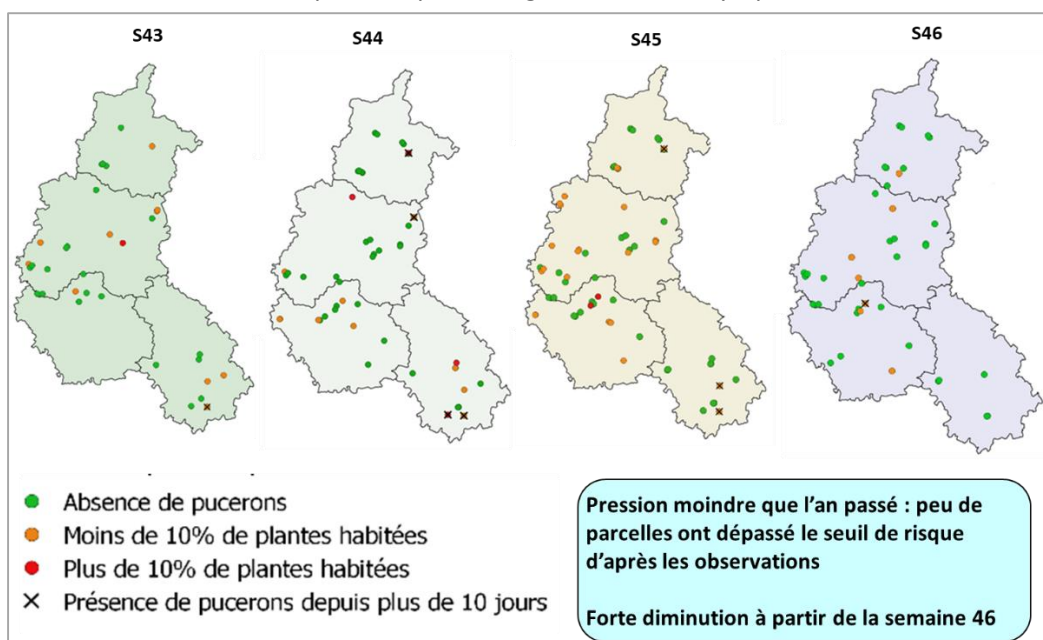 S43
S44
S45
S46
Absence de pucerons
Moins de 10% de plantes habitées
Plus de 10% de plantes habitées
Présence de pucerons depuis plus de 10 jours
Pression moindre que l'an passé : peu de
parcelles ont dépassé le seuil de risque
d'après les observations
Forte diminution à partir de la semaine 46